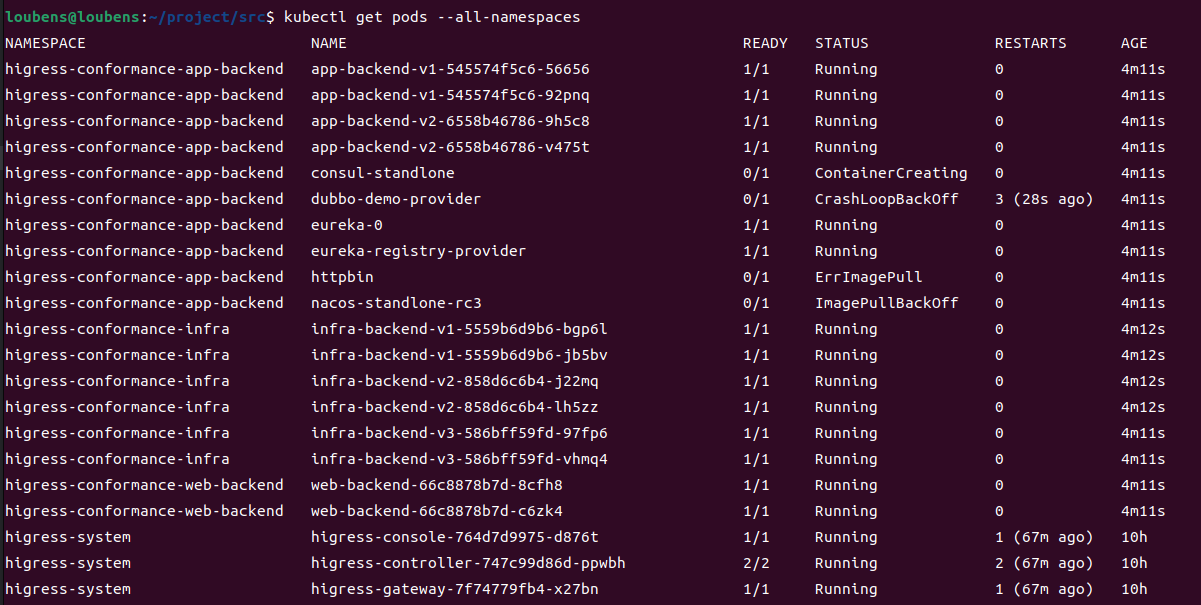 loubens@loubens:~/project/src$ kubectl get pods --all-namespaces
NAMESPACE NAME READY STATUS RESTARTS AGE
higress-conformance-app-backend app-backend-v1-545574f5c6-56656 1/1 Running 0 4m11s
higress-conformance-app-backend app-backend-v1-545574f5c6-92pnq 1/1 Running 0 4m11s
higress-conformance-app-backend app-backend-v2-6558b46786-9h5c8 1/1 Running 0 4m11s
higress-conformance-app-backend app-backend-v2-6558b46786-v475t 1/1 Running 0 4m11s
higress-conformance-app-backend consul-standlone 0/1 ContainerCreating 0 4m11s
higress-conformance-app-backend dubbo-demo-provider 0/1 CrashLoopBackOff 3 (28s ago) 4m11s
higress-conformance-app-backend eureka-0 1/1 Running 0 4m11s
higress-conformance-app-backend eureka-registry-provider 1/1 Running 0 4m11s
higress-conformance-app-backend httpbin 0/1 ErrImagePull 0 4m11s
higress-conformance-app-backend nacos-standlone-rc3 0/1 ImagePullBackOff 0 4m11s
higress-conformance-infra infra-backend-v1-5559b6d9b6-bgp6l 1/1 Running 0 4m12s
higress-conformance-infra infra-backend-v1-5559b6d9b6-jb5bv 1/1 Running 0 4m12s
higress-conformance-infra infra-backend-v2-858d6c6b4-j22mq 1/1 Running 0 4m12s
higress-conformance-infra infra-backend-v2-858d6c6b4-lh5zz 1/1 Running 0 4m12s
higress-conformance-infra infra-backend-v3-586bff59fd-97fp6 1/1 Running 0 4m12s
higress-conformance-infra infra-backend-v3-586bff59fd-vhmq4 1/1 Running 0 4m11s
higress-conformance-web-backend web-backend-66c8878b7d-8cfh8 1/1 Running 0 4m11s
higress-conformance-web-backend web-backend-66c8878b7d-c6zk4 1/1 Running 0 4m11s
higress-system higress-console-764d7d9975-d876t 1/1 Running 1 (67m ago) 10h
higress-system higress-controller-747c99d86d-ppwbh 2/2 Running 2 (67m ago) 10h
higress-system higress-gateway-7f74779fb4-x27bn 1/1 Running 1 (67m ago) 10h